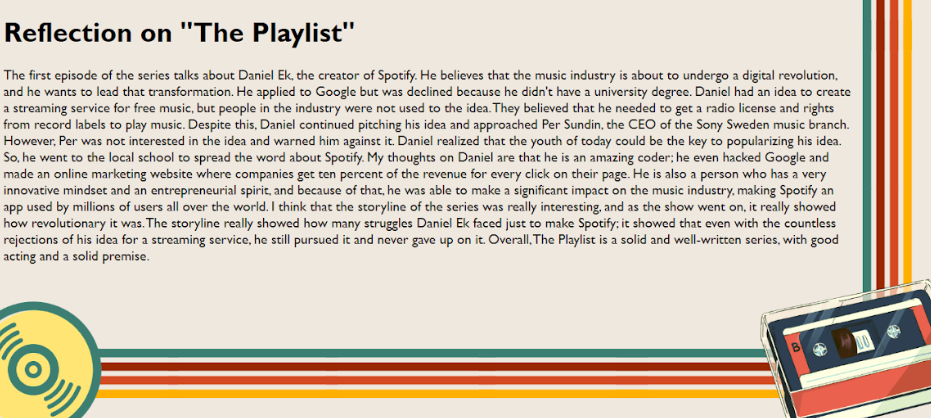 Reflection on "The Playlist"
The first episode of the series talks about Daniel Ek, the creator of Spotify. He believes that the music industry is about to undergo a digital revolution,
and he wants to lead that transformation. He applied to Google but was declined because he didn't have a university degree. Daniel had an idea to create
a streaming service for free music, but people in the industry were not used to the idea. They believed that he needed to get a radio license and rights
from record labels to play music. Despite this, Daniel continued pitching his idea and approached Per Sundin, the CEO of the Sony Sweden music branch.
However, Per was not interested in the idea and warned him against it. Daniel realized that the youth of today could be the key to popularizing his idea.
So, he went to the local school to spread the word about Spotify. My thoughts on Daniel are that he is an amazing coder; he even hacked Google and
made an online marketing website where companies get ten percent of the revenue for every click on their page. He is also a person who has a very
innovative mindset and an entrepreneurial spirit, and because of that, he was able to make a significant impact on the music industry, making Spotify an
app used by millions of users all over the world. I think that the storyline of the series was really interesting, and as the show went on, it really showed
how revolutionary it was. The storyline really showed how many struggles Daniel Ek faced just to make Spotify; it showed that even with the countless
rejections of his idea for a streaming service, he still pursued it and never gave up on it. Overall, The Playlist is a solid and well-written series, with good
acting and a solid premise.
B